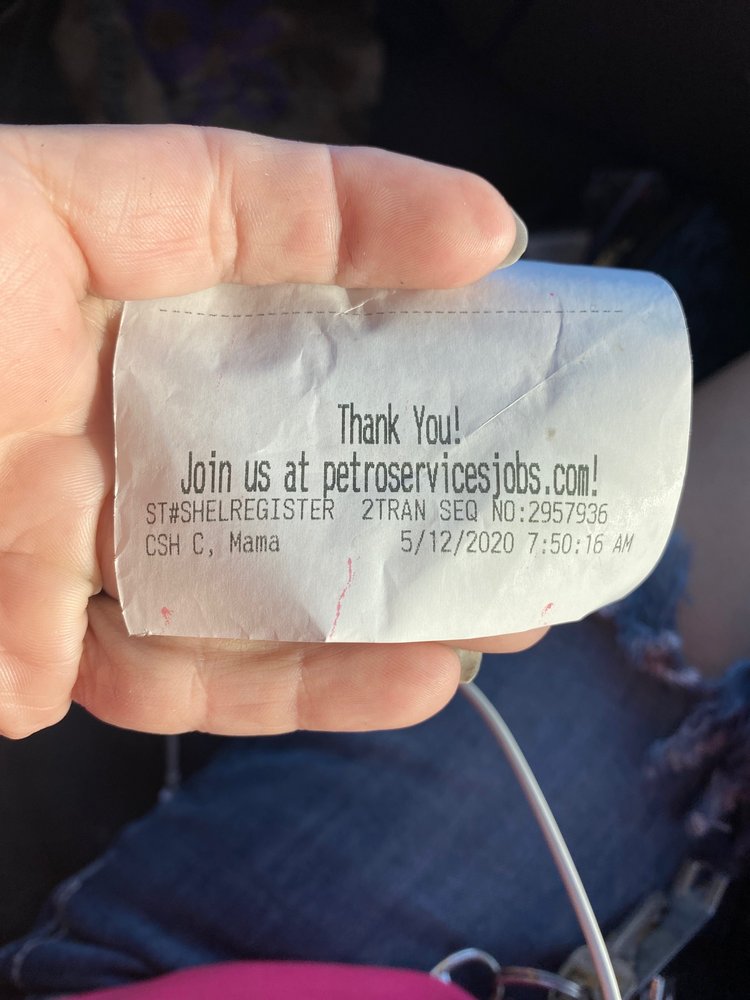 Thank You!
Join us at petroservicesjobs.com!
ST#SHELREGISTER 2TRAN SEQ NO:2957936
CSH C, Mama 5/12/2020 7:50:16 AM